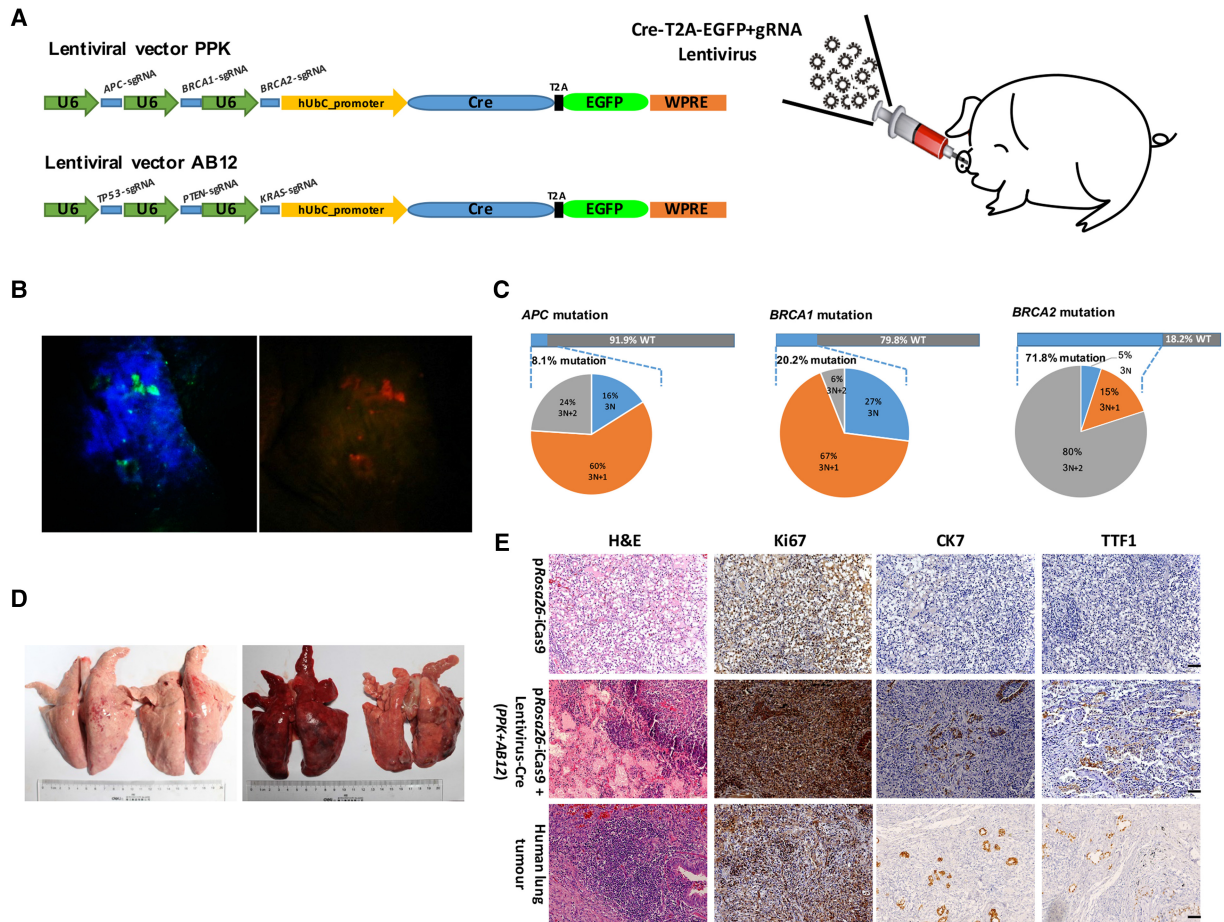 A
Lentiviral vector PPK
APC-sgRNA
BRCA1-sgRNA
BRCA2-sgRNA
U6
U6
U6
hUbC_promoter
Cre
T2A
EGFP
WPRE
Lentiviral vector AB12
TP53-sgRNA
PTEN-sgRNA
KRAS-sgRNA
U6
U6
U6
hUbC_promoter
Cre
T2A
EGFP
WPRE
Cre-T2A-EGFP+gRNA
Lentivirus
B
C
APC mutation
91.9% WT
8.1% mutation
16%
3N
24%
3N+2
60%
3N+1
BRCA1 mutation
79.8% WT
20.2% mutation
6%
3N+2
27%
3N
67%
3N+1
BRCA2 mutation
18.2% WT
71.8% mutation
5%
3N
15%
3N+1
80%
3N+2
D
E
H&E
Ki67
CK7
TTF1
pRosa26-iCas9
pRosa26-iCas9 +
Lentivirus-Cre
(PPK+AB12)
Human lung
tumour